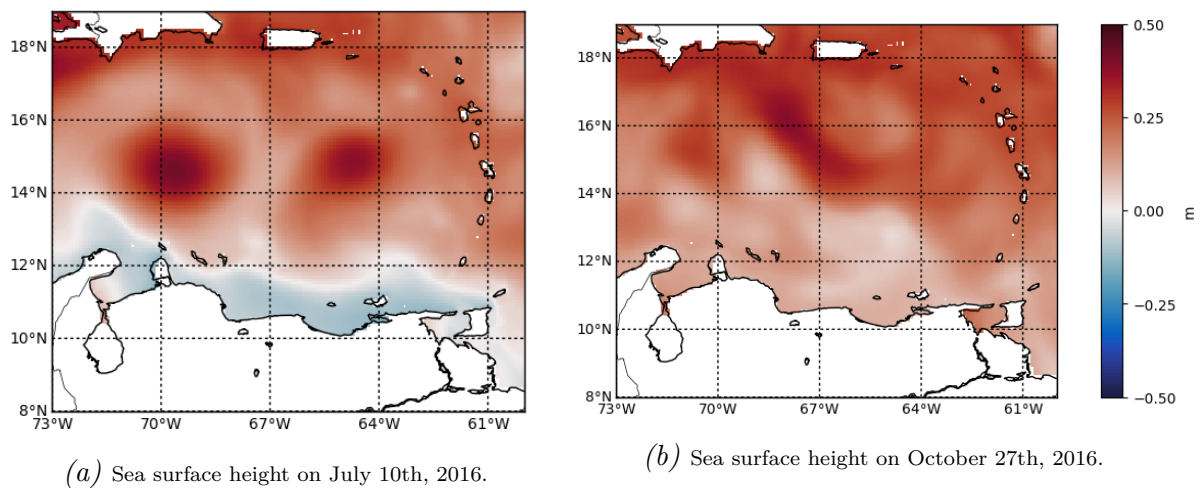 18°N
16°N
14°N
12°N
10°N
8°N
73°W 70°W 67°W 64°W 61°W
(a) Sea surface height on July 10th, 2016.
18°N
16°N
14°N
12°N
10°N
8°N
73°W 70°W 67°W 64°W 61°W
(b) Sea surface height on October 27th, 2016.
0.50
0.25
0.00
−0.25
−0.50
m